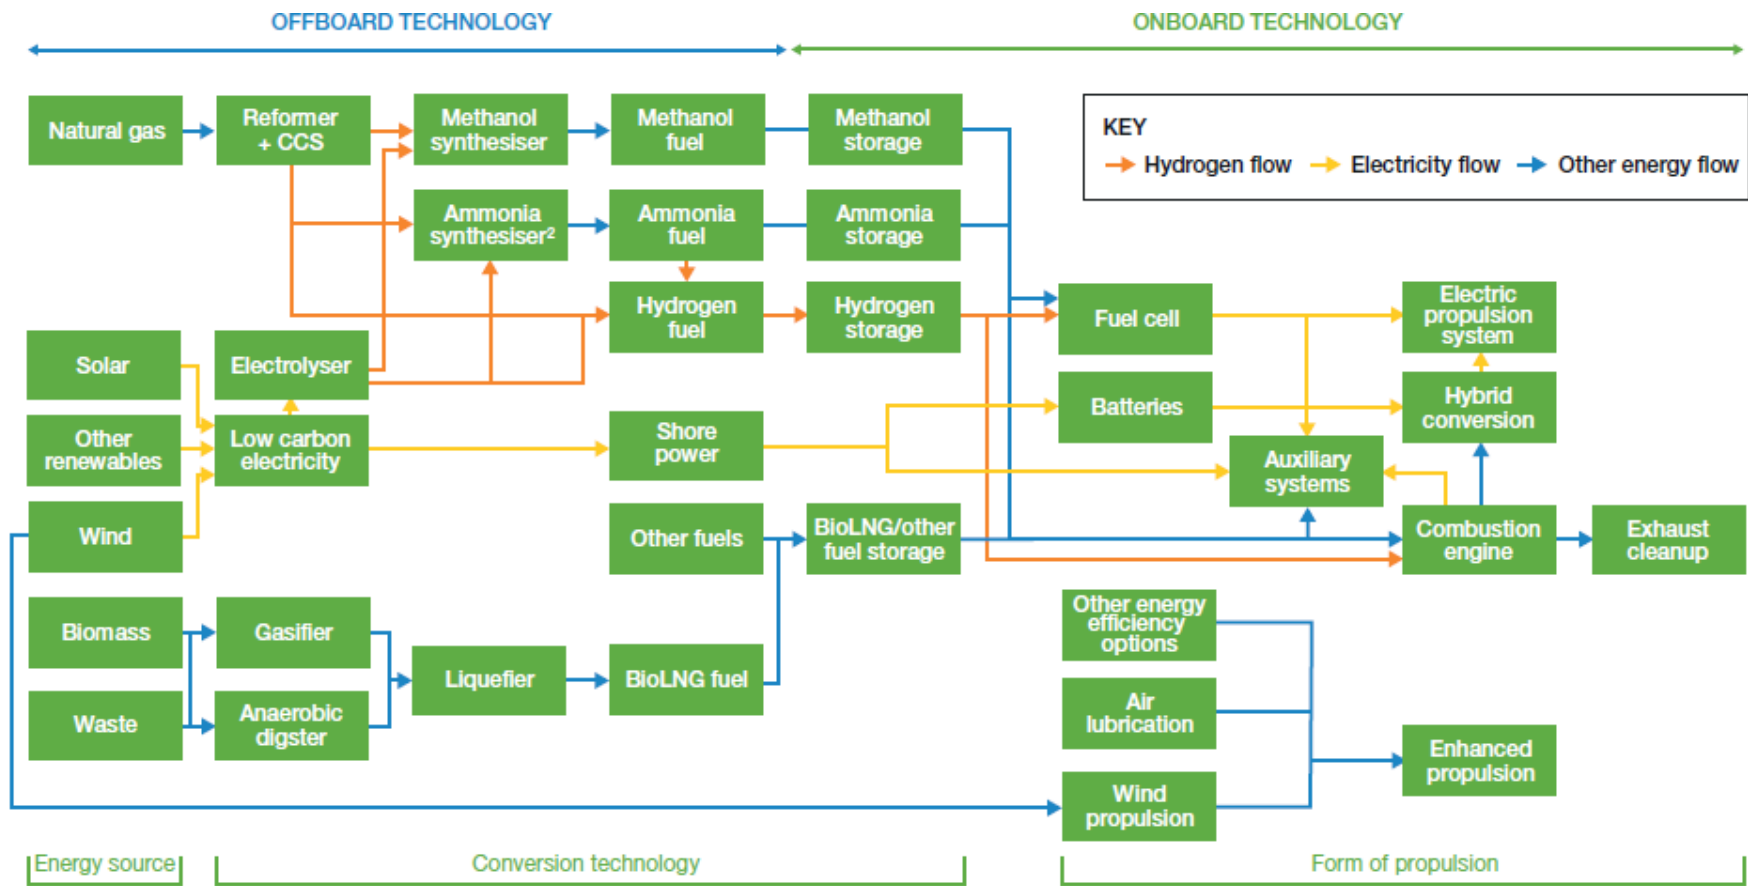 OFFBOARD TECHNOLOGY
ONBOARD TECHNOLOGY
Natural gas
Reformer
+ CCS
Methanol
synthesiser
Methanol
fuel
Methanol
storage
KEY
Hydrogen flow
Electricity flow
Other energy flow
Ammonia
synthesiser²
Ammonia
fuel
Ammonia
storage
Hydrogen
fuel
Hydrogen
storage
Fuel cell
Electric
propulsion
system
Solar
Electrolyser
Batteries
Hybrid
conversion
Other
renewables
Low carbon
electricity
Shore
power
Auxiliary
systems
Wind
Other fuels
BioLNG/other
fuel storage
Combustion
engine
Exhaust
cleanup
Biomass
Gasifier
Liquefier
BioLNG fuel
Other energy
efficiency
options
Waste
Anaerobic
digster
Air
lubrication
Enhanced
propulsion
Wind
propulsion
Energy source
Conversion technology
Form of propulsion